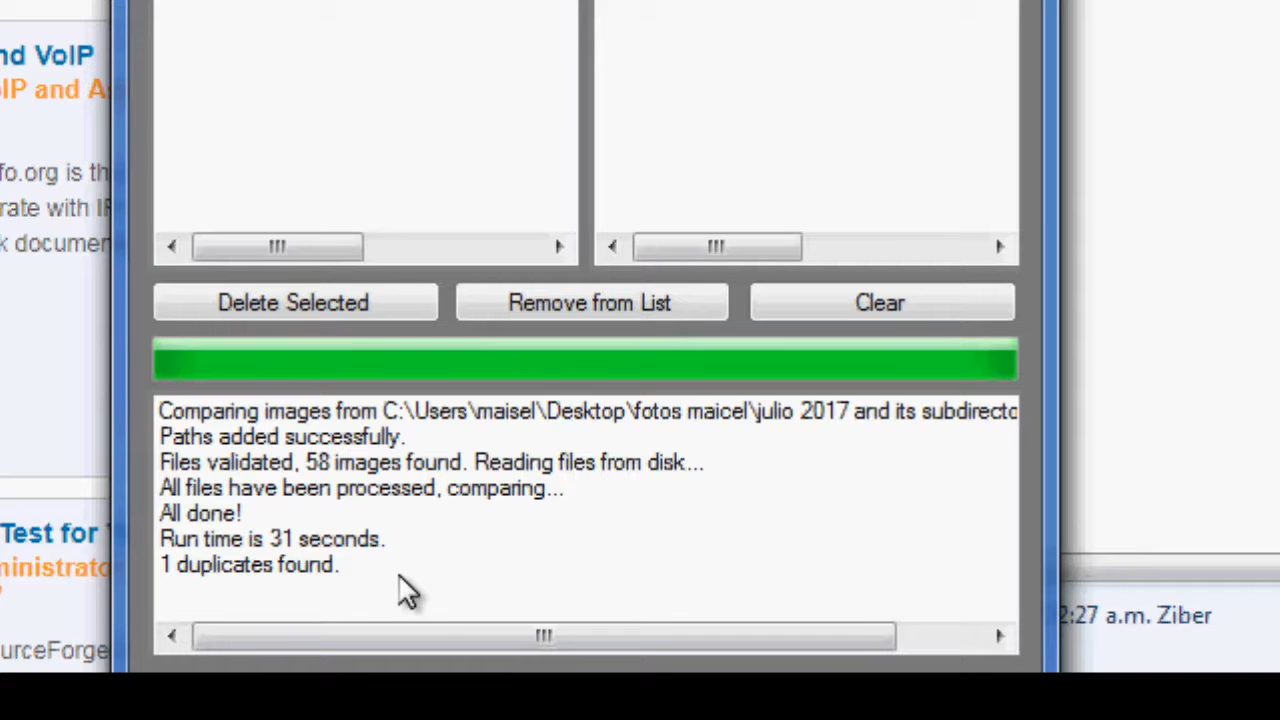 nd VoIP
IP and A
fo.org is th
rate with I
k documen
Delete Selected
Remove from List
Clear
Comparing images from C:\Users\maisel\Desktop\fotos maicel\julio 2017 and its subdirecto
Paths added successfully.
Files validated, 58 images found. Reading files from disk...
All files have been processed, comparing...
All done!
Run time is 31 seconds.
1 duplicates found.
Test for
ninistrato
urceForge
2:27 a.m. Ziber